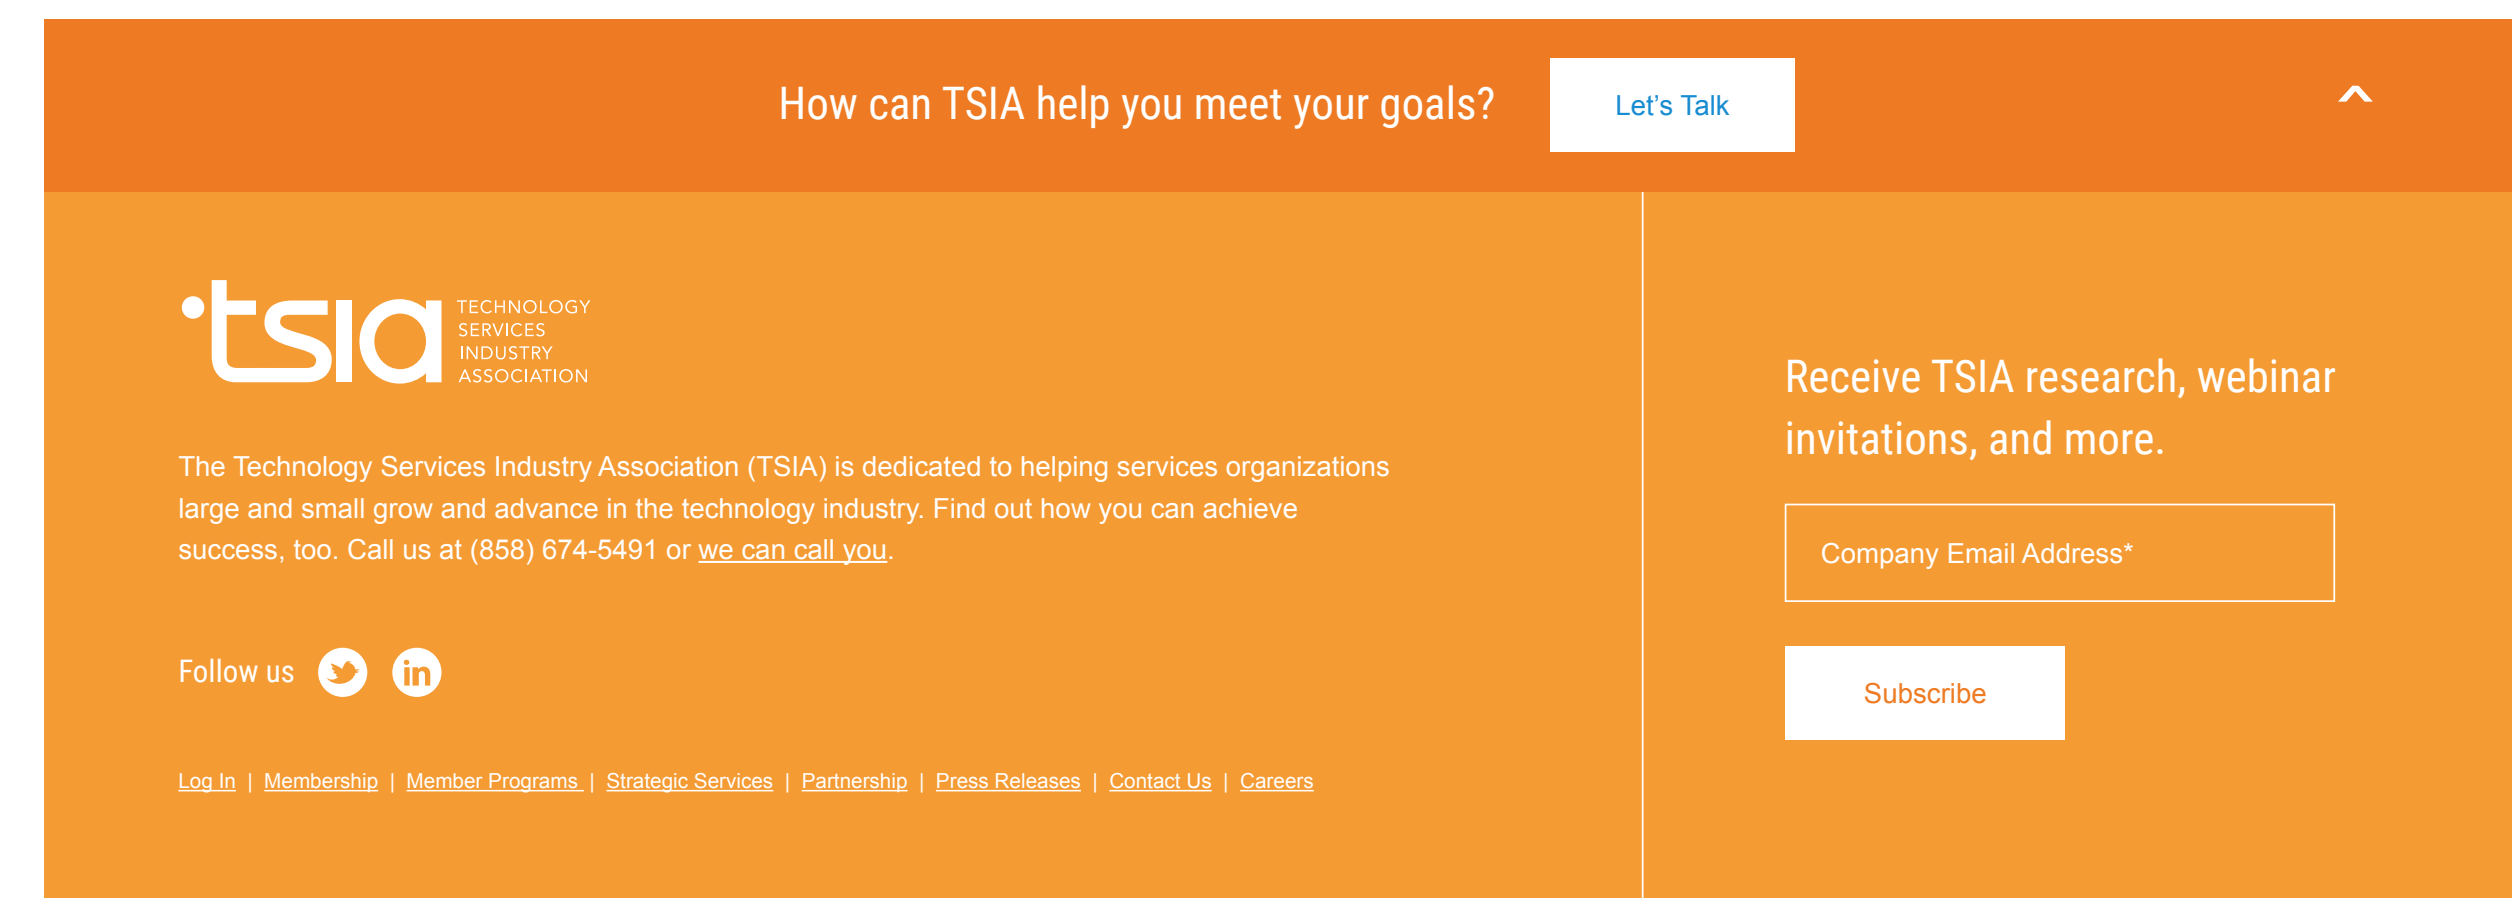 How can TSIA help you meet your goals?
Let’s Talk
tsia
TECHNOLOGY
SERVICES
INDUSTRY
ASSOCIATION
The Technology Services Industry Association (TSIA) is dedicated to helping services organizations
large and small grow and advance in the technology industry. Find out how you can achieve
success, too. Call us at (858) 674-5491 or we can call you.
Follow us
in
Log In | Membership | Member Programs | Strategic Services | Partnership | Press Releases | Contact Us | Careers
Receive TSIA research, webinar
invitations, and more.
Company Email Address*
Subscribe